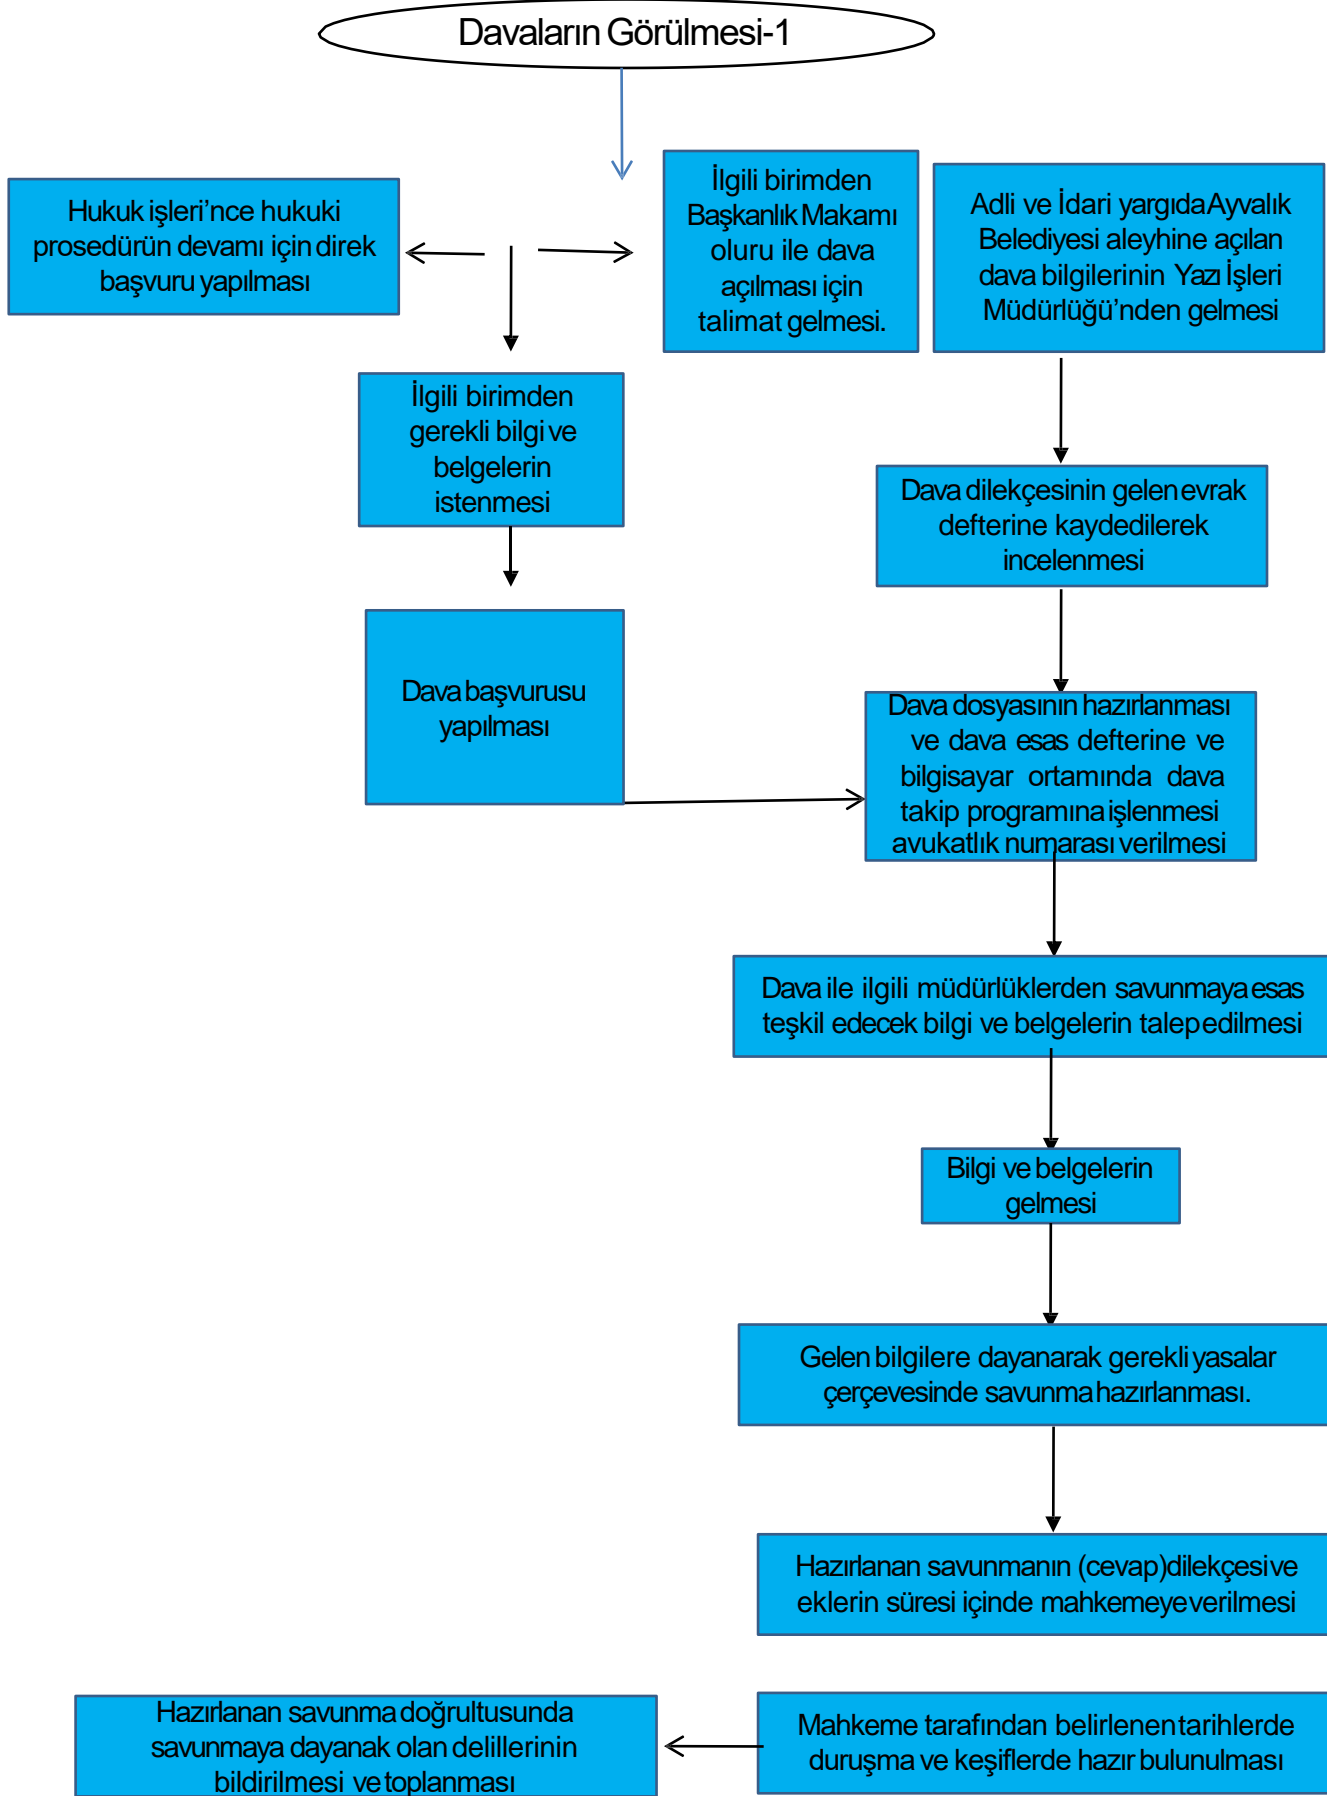 Davaların Görülmesi-1
Hukuk işleri’nce hukuki
prosedürün devamı için direk
başvuru yapılması
İlgili birimden
Başkanlık Makamı
oluru ile dava
açılması için
talimat gelmesi.
Adli ve İdari yargıda Ayvalık
Belediyesi aleyhine açılan
dava bilgilerinin Yazı İşleri
Müdürlüğü’nden gelmesi
İlgili birimden
gerekli bilgi ve
belgelerin
istenmesi
Dava dilekçesinin gelen evrak
defterine kaydedilerek
incelenmesi
Dava başvurusu
yapılması
Dava dosyasının hazırlanması
ve dava esas defterine ve
bilgisayar ortamında dava
takip programına işlenmesi
avukatlık numarası verilmesi
Dava ile ilgili müdürlüklerden savunmaya esas
teşkil edecek bilgi ve belgelerin talep edilmesi
Bilgi ve belgelerin
gelmesi
Gelen bilgilere dayanarak gerekli yasalar
çerçevesinde savunma hazırlanması.
Hazırlanan savunmanın (cevap)dilekçesi ve
eklerin süresi içinde mahkemeye verilmesi
Hazırlanan savunma doğrultusunda
savunmaya dayanak olan delillerinin
bildirilmesi ve toplanması
Mahkeme tarafından belirlenen tarihlerde
duruşma ve keşiflerde hazır bulunulması